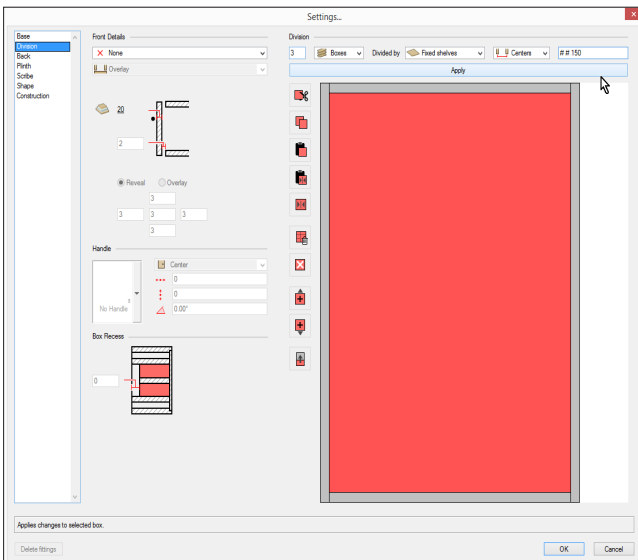 Settings...
Base
Division
Back
Plinth
Scribe
Shape
Construction
Front Details
None
Overlay
20
2
Reveal Overlay
3
3 3 3
3
Handle
No Handle
Center
0
0
0.00°
Box Recess
0
Division
3 Boxes Divided by Fixed shelves Centers # # 150
Apply
Applies changes to selected box.
Delete fittings
OK Cancel